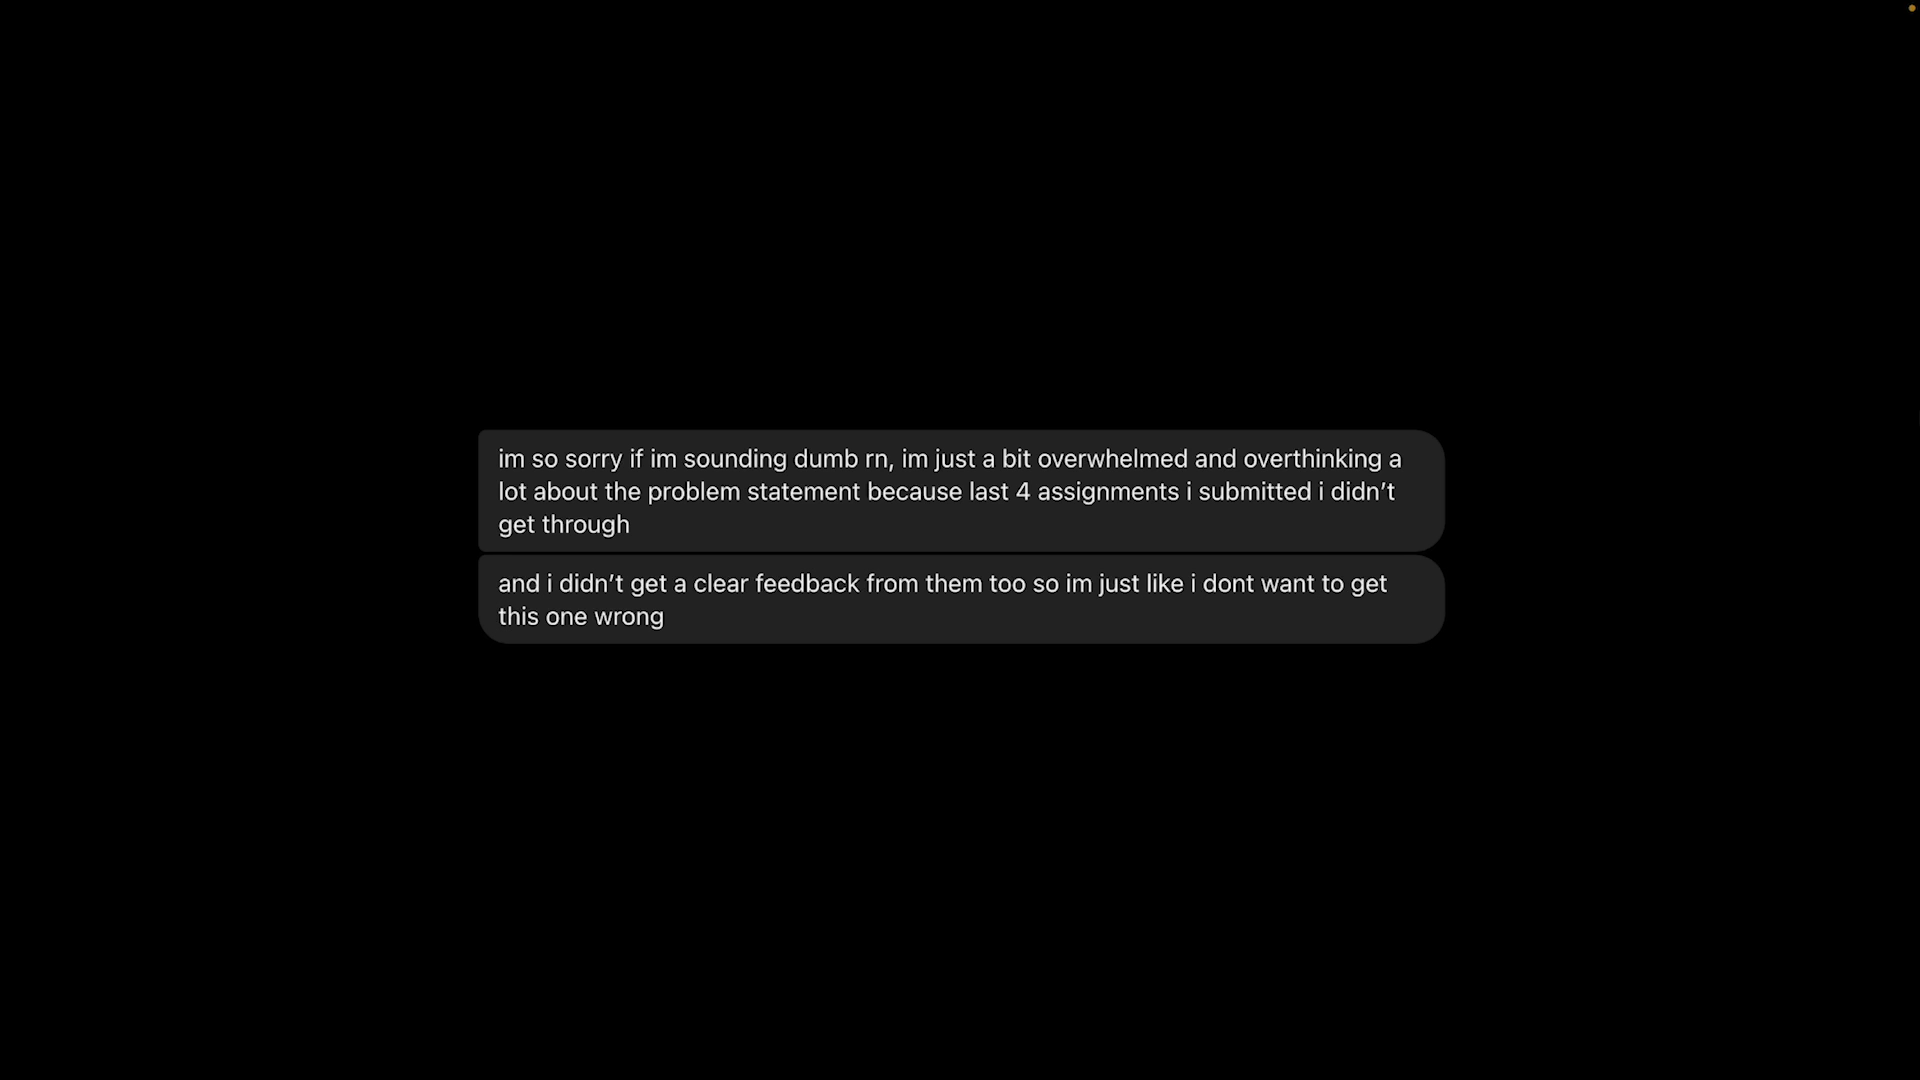 im so sorry if im sounding dumb rn, im just a bit overwhelmed and overthinking a
lot about the problem statement because last 4 assignments i submitted i didn’t
get through
and i didn’t get a clear feedback from them too so im just like i dont want to get
this one wrong